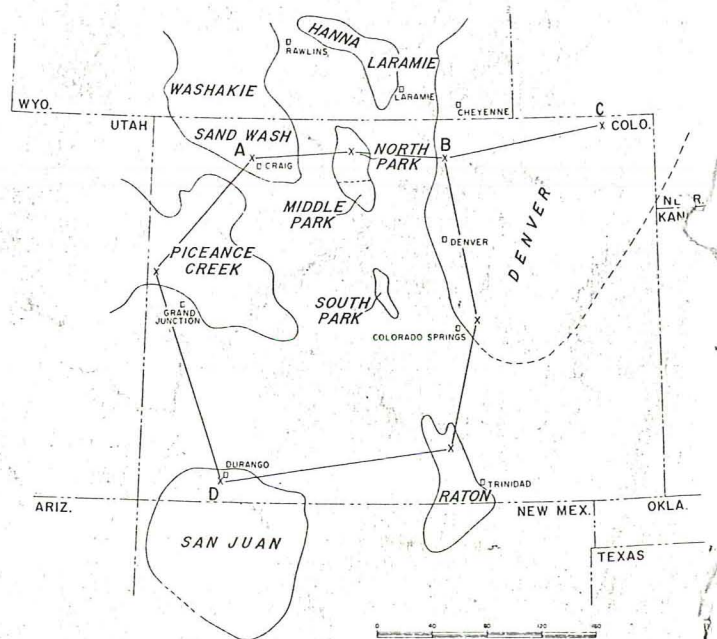 HANNA
RAWLINS
LARAMIE
WASHAKIE
LARAMIE
WYO.
CHEYENNE
C
UTAH
COLO.
SAND WASH
A
B
NORTH
PARK
CRAIG
MIDDLE
PARK
KAN
DENVER
DENVER
PICEANCE
CREEK
GRAND
JUNCTION
SOUTH
PARK
COLORADO SPRINGS
DURANGO
D
TRINIDAD
RATON
ARIZ.
NEW MEX.
OKLA.
SAN JUAN
TEXAS
0 40 80 120 160